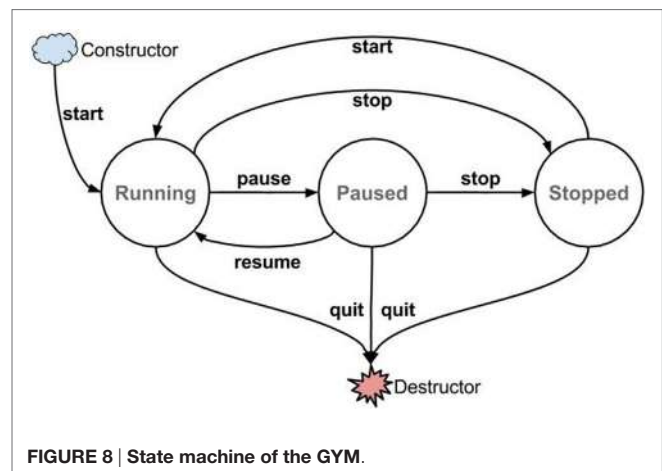 Constructor
start
start
stop
Running
pause
Paused
stop
Stopped
resume
quit
quit
Destructor
FIGURE 8 | State machine of the GYM.